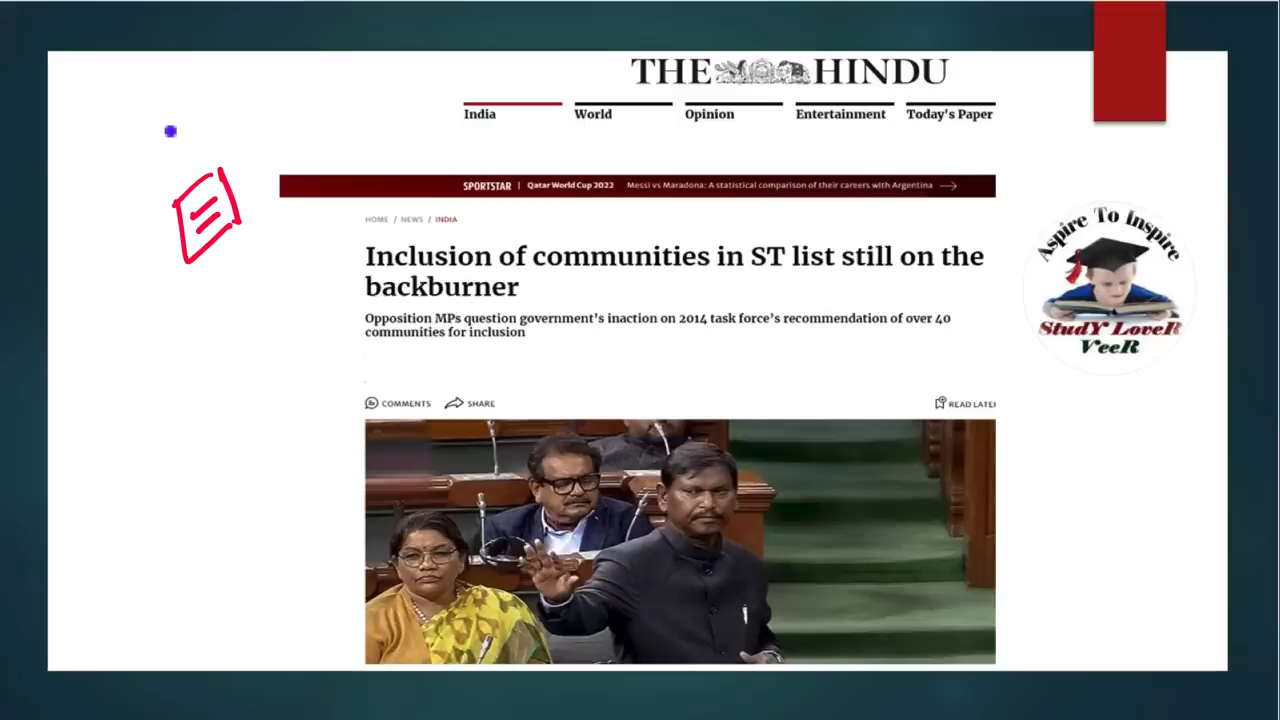 THE HINDU
India World Opinion Entertainment Today's Paper
SPORTSTAR | Qatar World Cup 2022 Messi vs Maradona: A statistical comparison of their careers with Argentina
HOME / NEWS / INDIA
Inclusion of communities in ST list still on the
backburner
Opposition MPs question government's inaction on 2014 task force's recommendation of over 40
communities for inclusion
COMMENTS SHARE READ LATE
Aspire To Inspire
StudY LoveR
VeeR